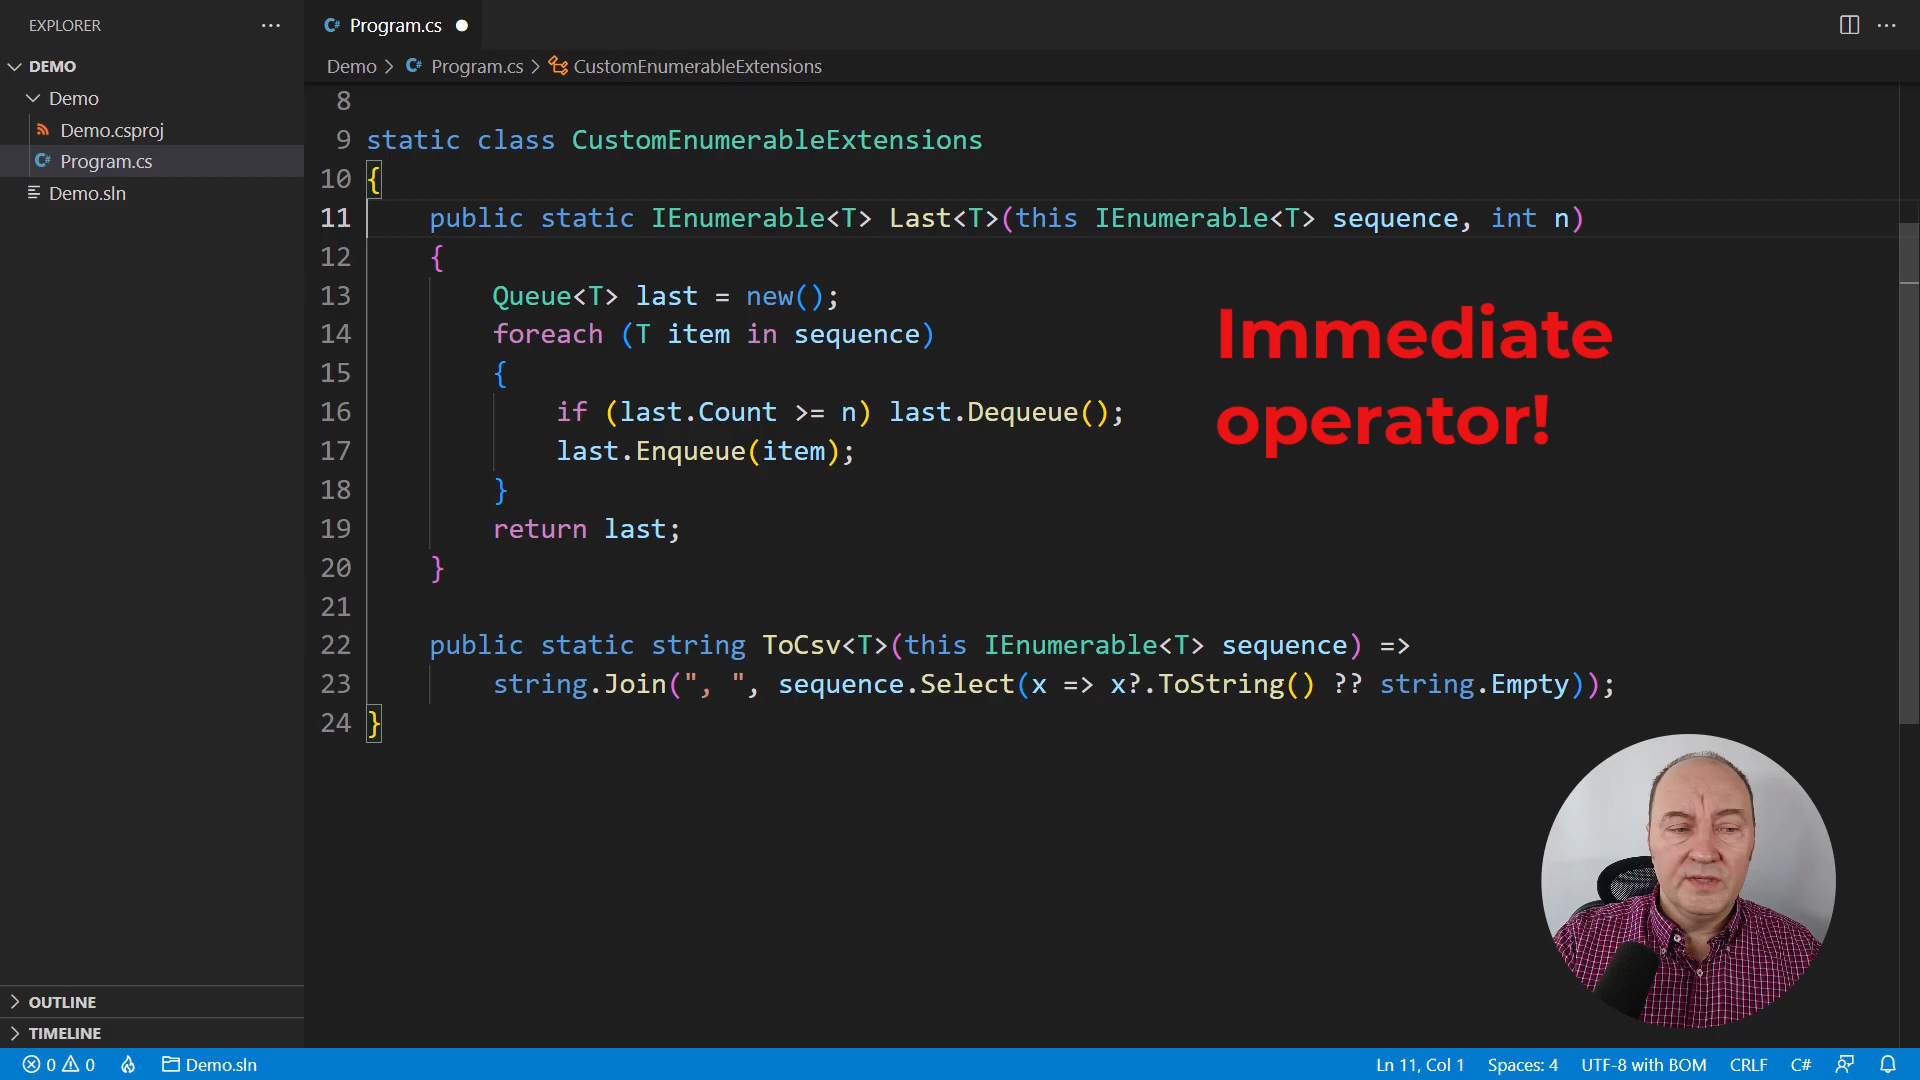 EXPLORER
DEMO
Demo
Demo.csproj
C# Program.cs
Demo.sln
OUTLINE
TIMELINE
C# Program.cs
Demo > C# Program.cs > CustomEnumerableExtensions
8
9 static class CustomEnumerableExtensions
10 {
11 public static IEnumerable<T> Last<T>(this IEnumerable<T> sequence, int n)
12 {
13 Queue<T> last = new();
14 foreach (T item in sequence)
15 {
16 if (last.Count >= n) last.Dequeue();
17 last.Enqueue(item);
18 }
19 return last;
20 }
21
22 public static string ToCsv<T>(this IEnumerable<T> sequence) =>
23 string.Join(", ", sequence.Select(x => x?.ToString() ?? string.Empty));
24 }
Immediate
operator!
0 0 Demo.sln Ln 11, Col 1 Spaces: 4 UTF-8 with BOM CRLF C#